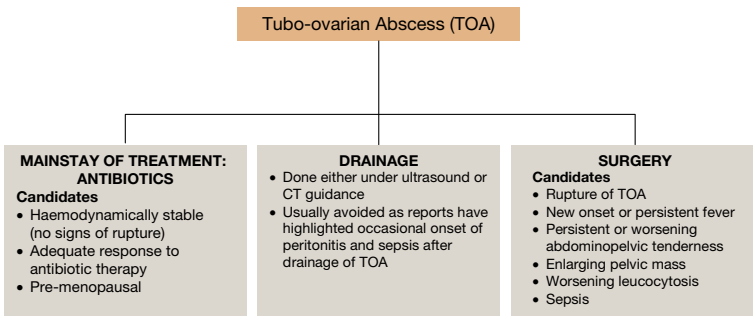 Tubo-ovarian Abscess (TOA)
MAINSTAY OF TREATMENT:
ANTIBIOTICS
Candidates
• Haemodynamically stable
(no signs of rupture)
• Adequate response to
antibiotic therapy
• Pre-menopausal
DRAINAGE
• Done either under ultrasound or
CT guidance
• Usually avoided as reports have
highlighted occasional onset of
peritonitis and sepsis after
drainage of TOA
SURGERY
Candidates
• Rupture of TOA
• New onset or persistent fever
• Persistent or worsening
abdominopelvic tenderness
• Enlarging pelvic mass
• Worsening leucocytosis
• Sepsis